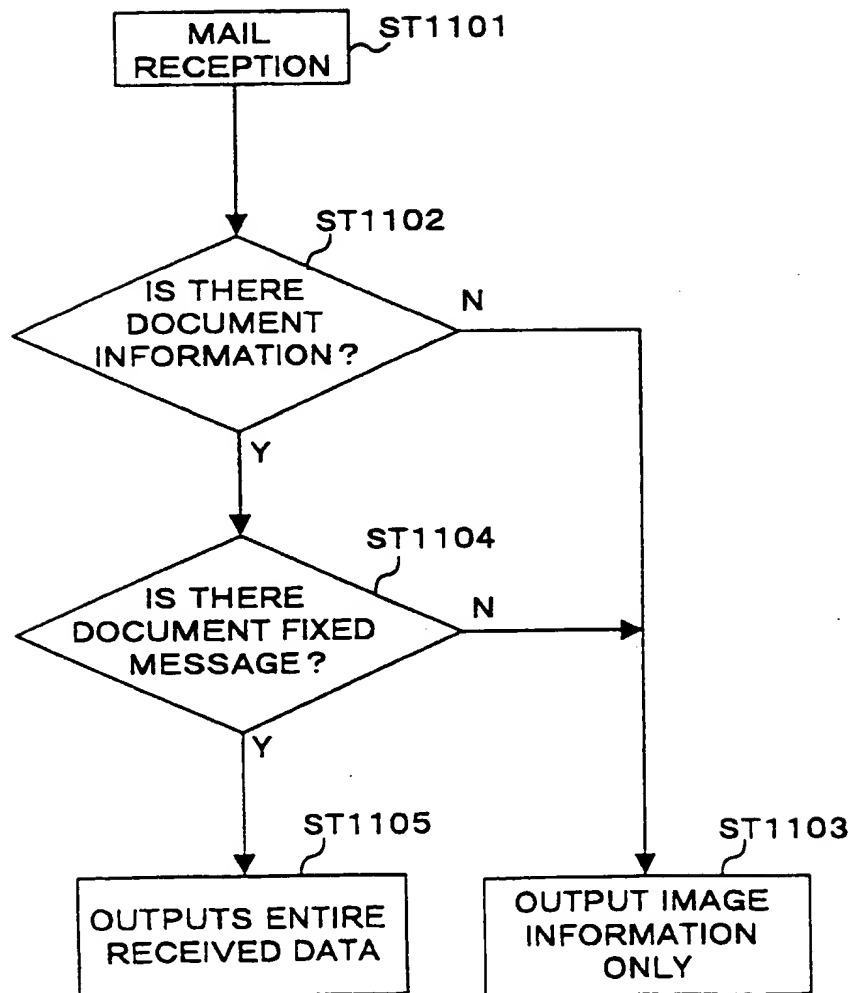 MAIL
RECEPTION
ST1101
ST1102
IS THERE
DOCUMENT
INFORMATION?
N
Y
ST1104
IS THERE
DOCUMENT FIXED
MESSAGE?
N
Y
ST1105
OUTPUTS ENTIRE
RECEIVED DATA
ST1103
OUTPUT IMAGE
INFORMATION
ONLY